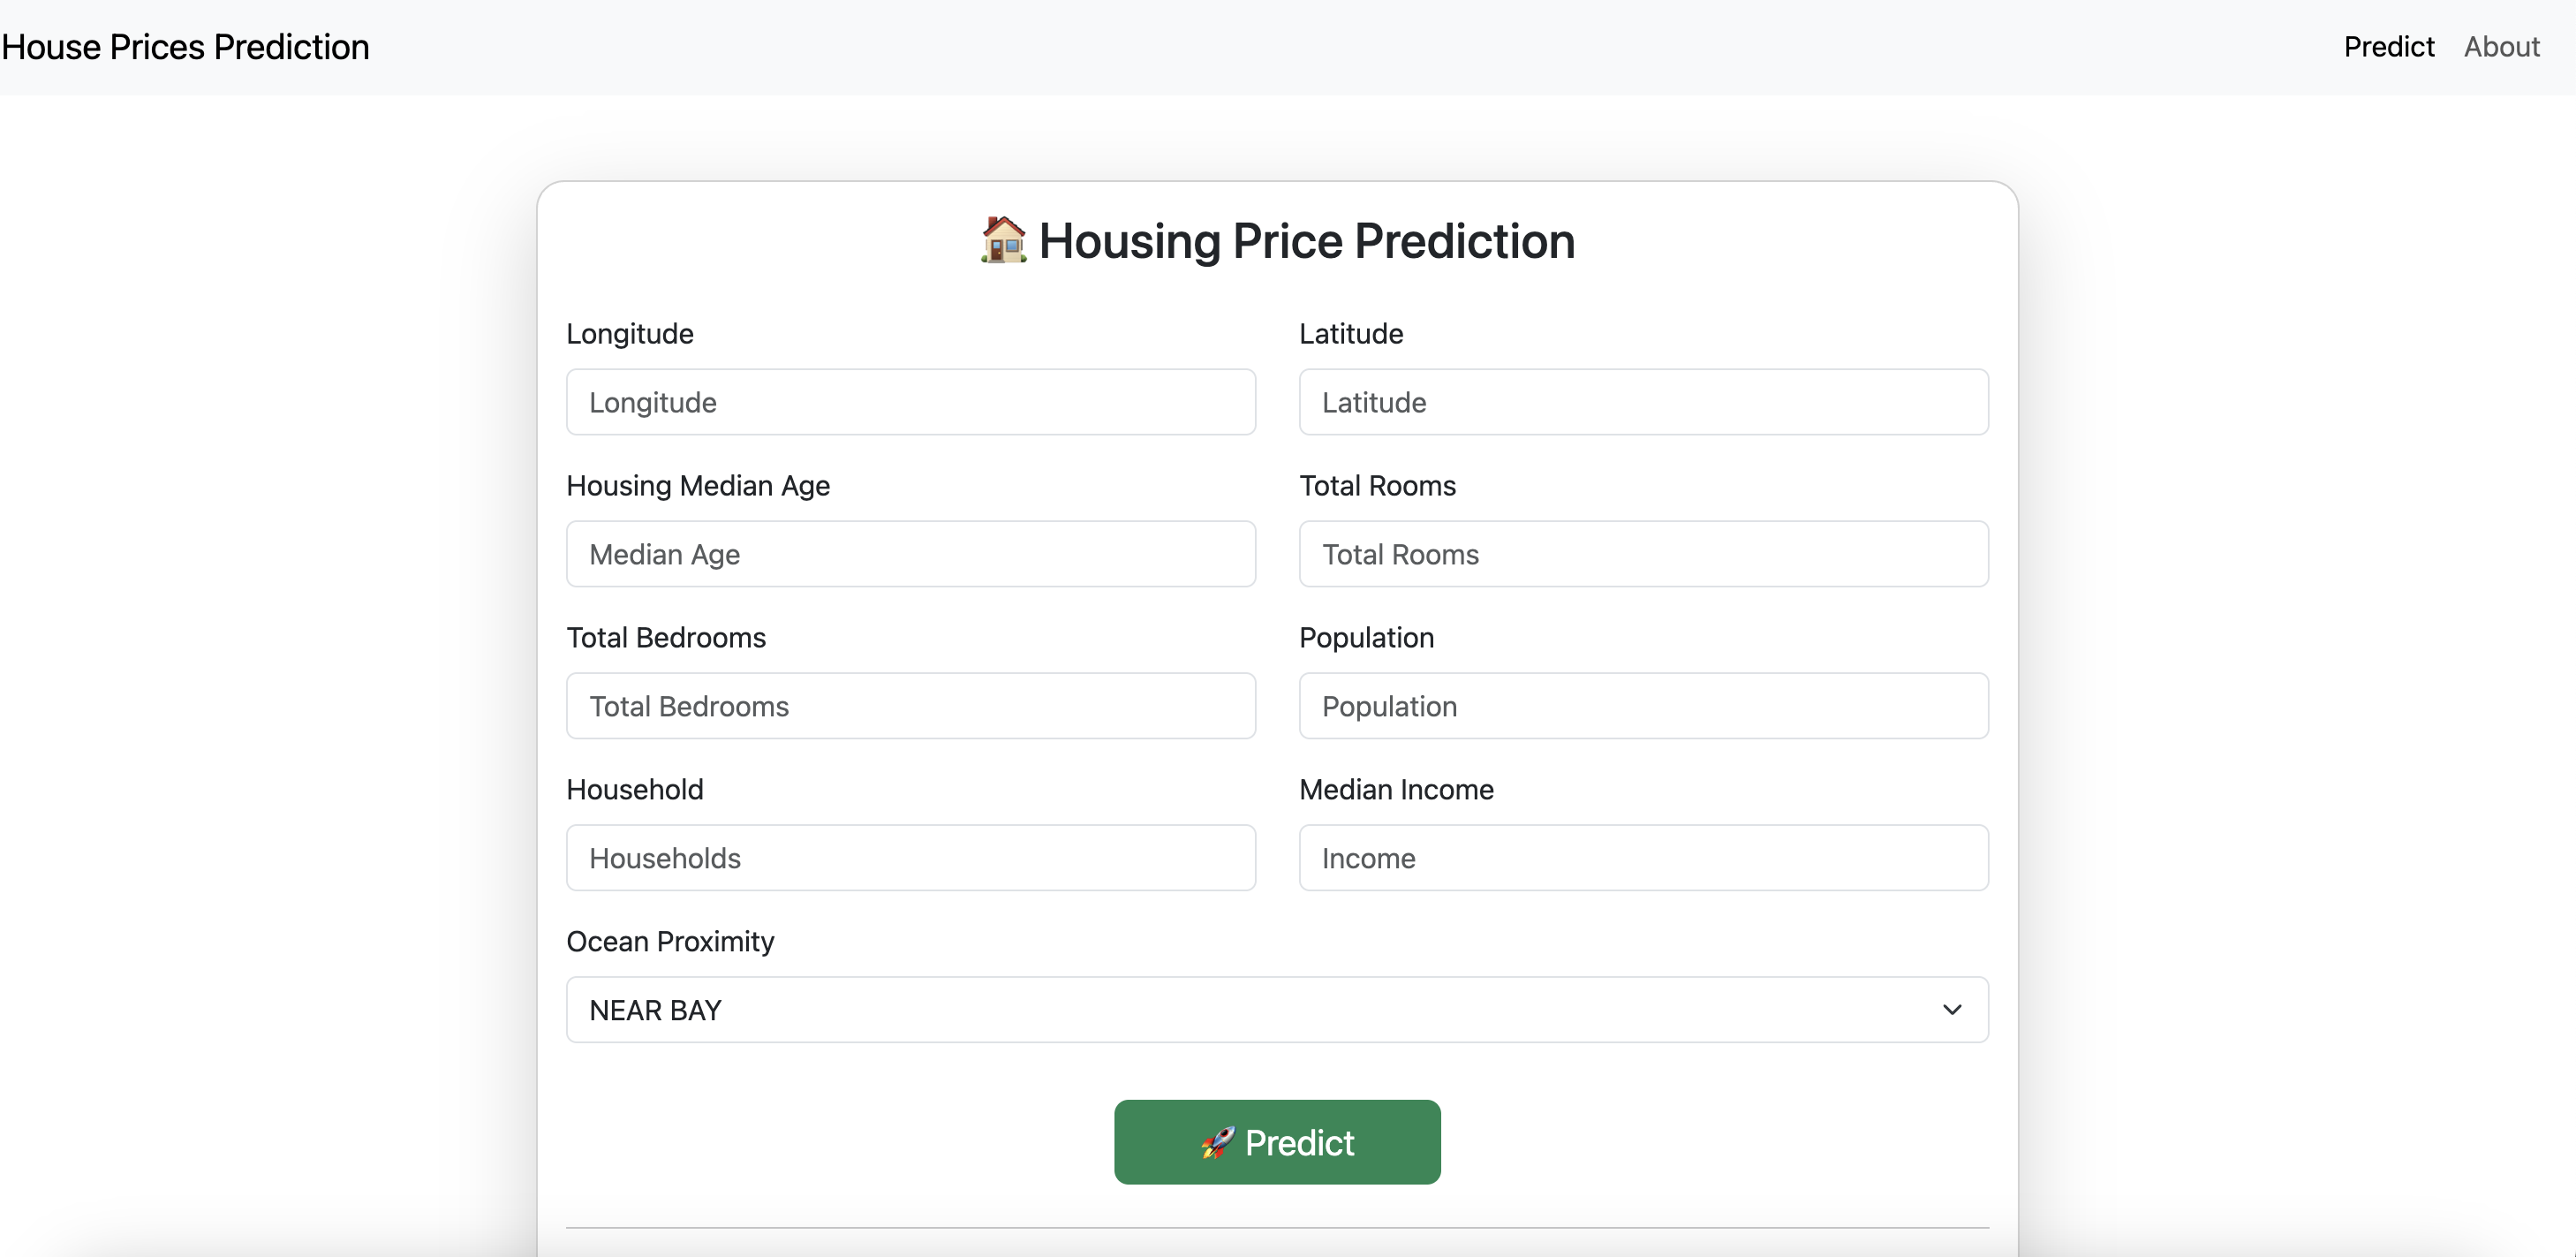 House Prices Prediction
Predict About
🏠 Housing Price Prediction
Longitude
Latitude
Longitude
Latitude
Housing Median Age
Total Rooms
Median Age
Total Rooms
Total Bedrooms
Population
Total Bedrooms
Population
Household
Median Income
Households
Income
Ocean Proximity
NEAR BAY
🚀 Predict